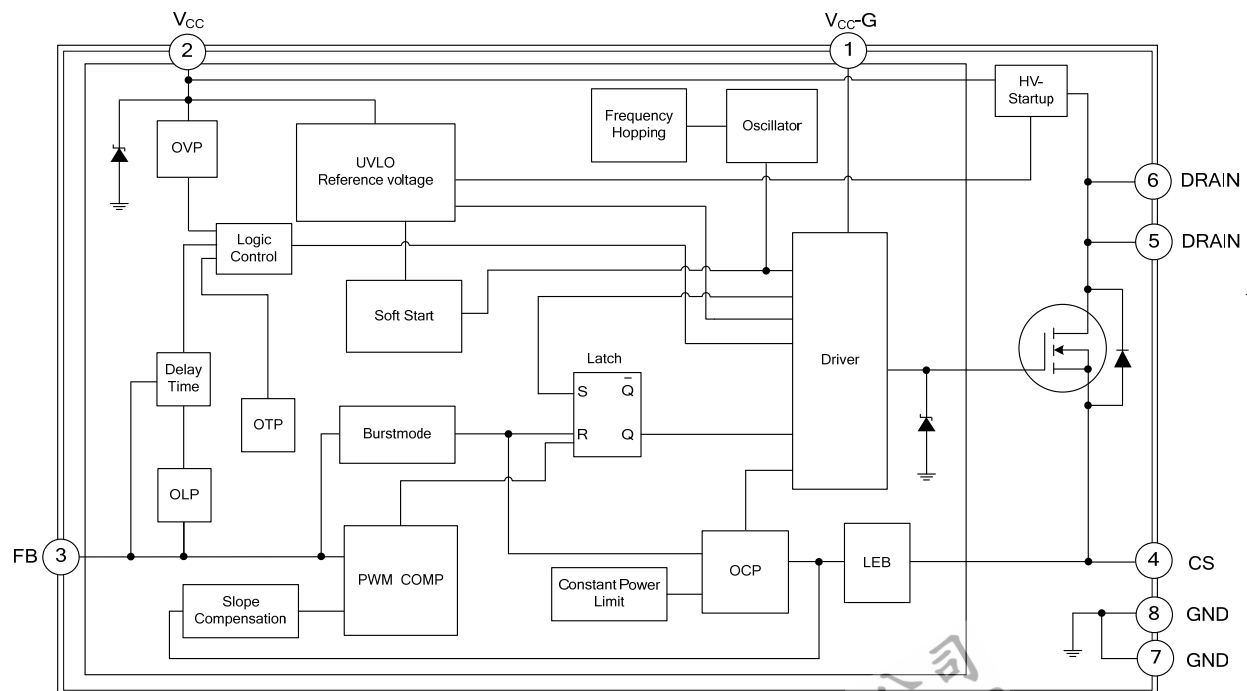 VCC
VCC-G
2
1
HV-
Startup
Frequency
Hopping
Oscillator
OVP
UVLO
Reference voltage
6 DRAIN
Logic
Control
5 DRAIN
Soft Start
Driver
Latch
Delay
Time
S Q̅
OTP
Burstmode
R Q
OLP
FB 3
PWM COMP
OCP
LEB
4 CS
Constant Power
Limit
Slope
Compensation
8 GND
7 GND
公司